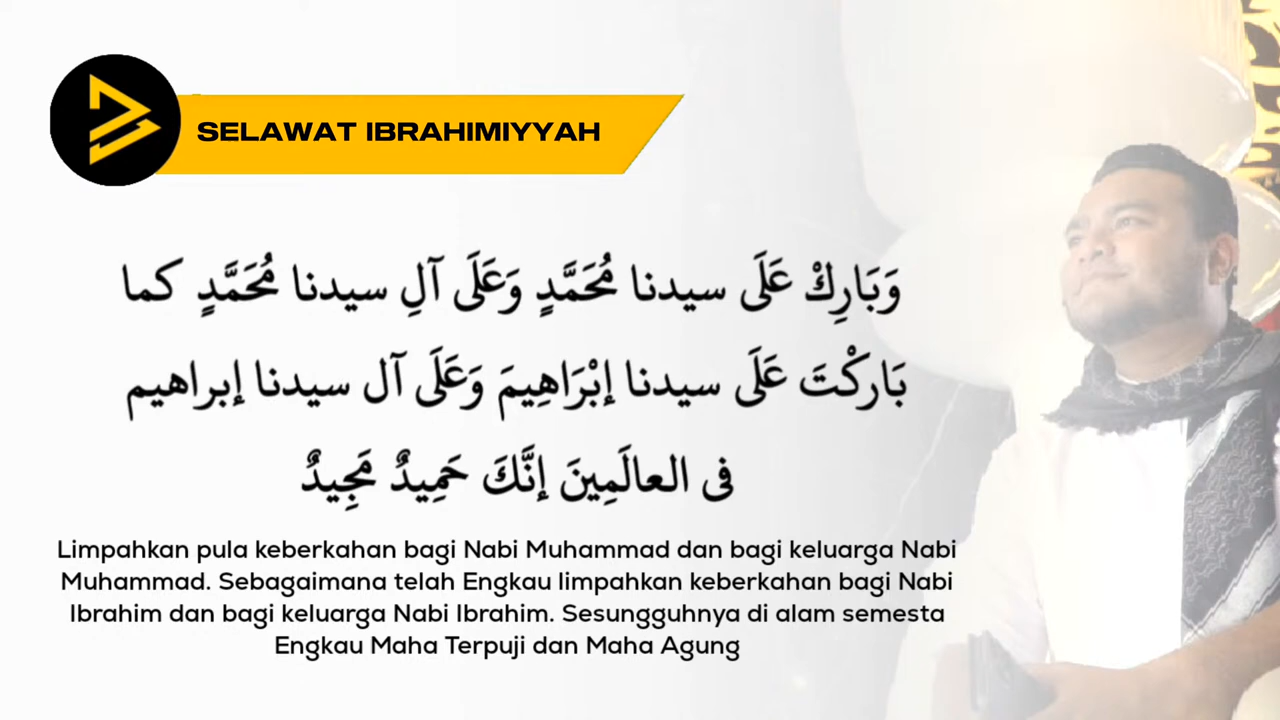 SELAWAT IBRAHIMIYYAH
وَبَارِكْ عَلَى سيدنا مُحَمَّدٍ وَعَلَى آلِ سيدنا مُحَمَّدٍ كما
بَاركْتَ عَلَى سيدنا إبْرَاهِيمَ وَعَلَى آل سيدنا إبراهيم
فى العالَمِينَ إنَّكَ حَمِيدٌ مَجِيدٌ
Limpahkan pula keberkahan bagi Nabi Muhammad dan bagi keluarga Nabi
Muhammad. Sebagaimana telah Engkau limpahkan keberkahan bagi Nabi
Ibrahim dan bagi keluarga Nabi Ibrahim. Sesungguhnya di alam semesta
Engkau Maha Terpuji dan Maha Agung